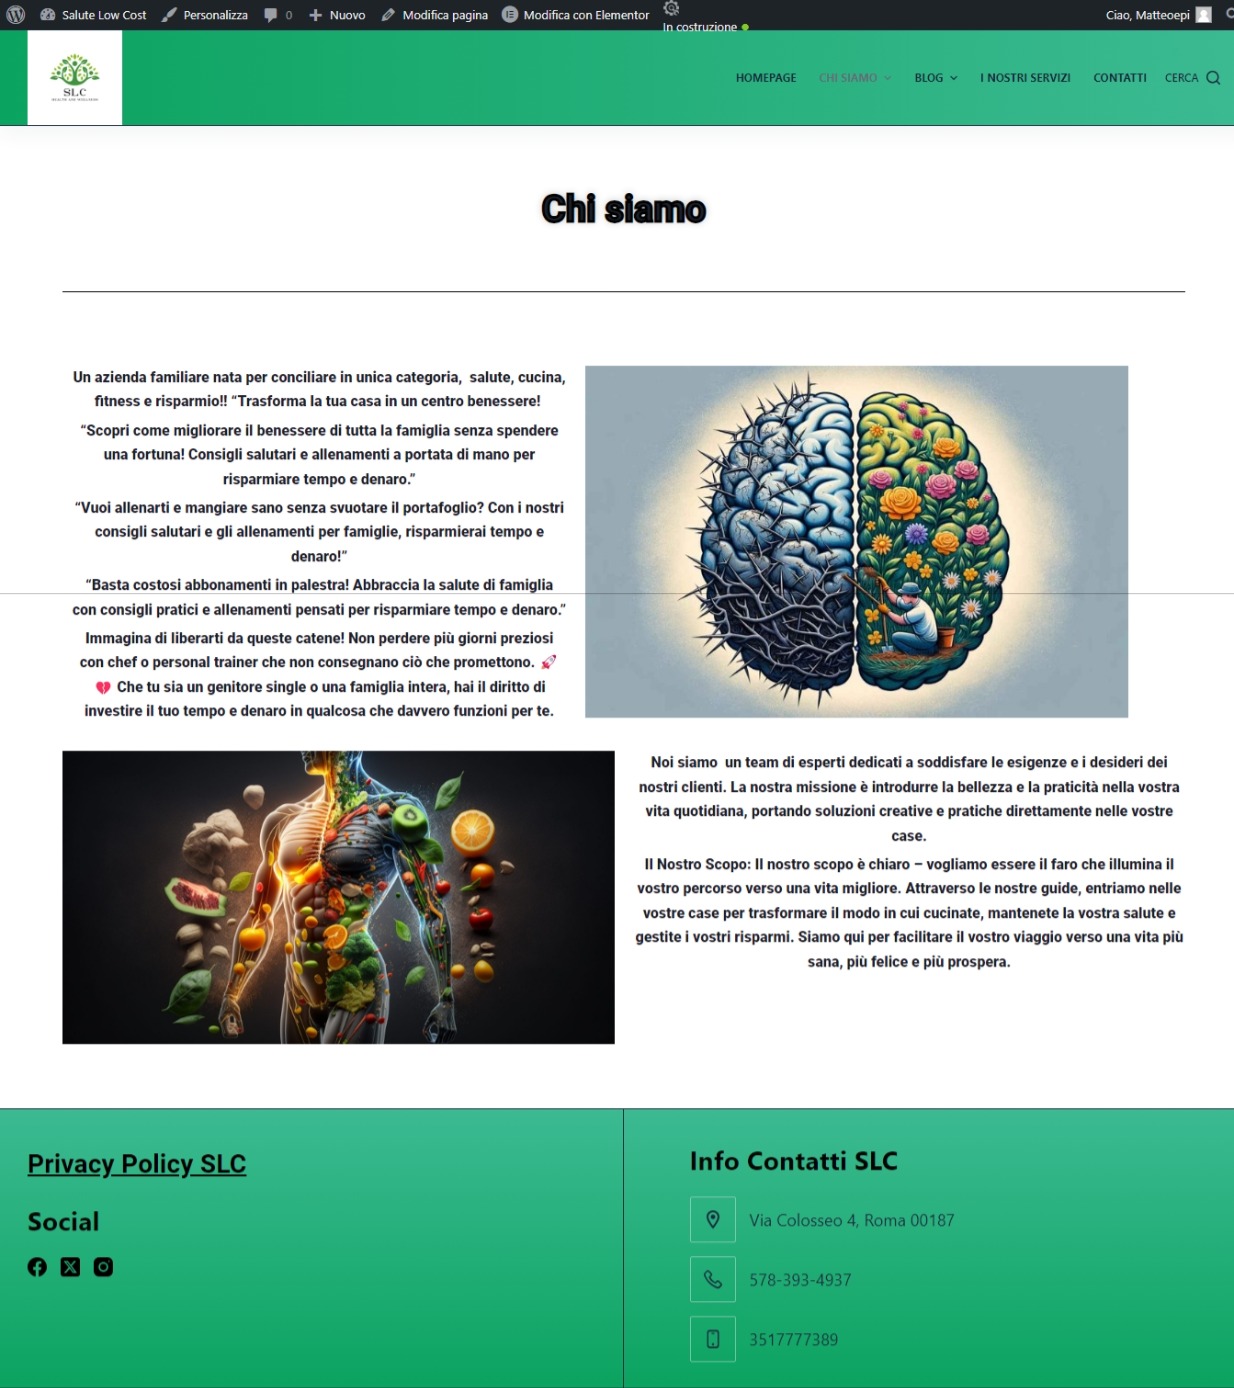 Salute Low Cost Personalizza 0 Nuovo Modifica pagina Modifica con Elementor In costruzione Ciao, Matteoepi
SLC
HEALTH AND WELLNESS
HOMEPAGE CHI SIAMO BLOG I NOSTRI SERVIZI CONTATTI CERCA
Chi siamo
Un azienda familiare nata per conciliare in unica categoria,  salute, cucina,
fitness e risparmio!! “Trasforma la tua casa in un centro benessere!
“Scopri come migliorare il benessere di tutta la famiglia senza spendere
una fortuna! Consigli salutari e allenamenti a portata di mano per
risparmiare tempo e denaro.”
“Vuoi allenarti e mangiare sano senza svuotare il portafoglio? Con i nostri
consigli salutari e gli allenamenti per famiglie, risparmierai tempo e
denaro!”
“Basta costosi abbonamenti in palestra! Abbraccia la salute di famiglia
con consigli pratici e allenamenti pensati per risparmiare tempo e denaro.”
Immagina di liberarti da queste catene! Non perdere più giorni preziosi
con chef o personal trainer che non consegnano ciò che promettono. 🚀
💔 Che tu sia un genitore single o una famiglia intera, hai il diritto di
investire il tuo tempo e denaro in qualcosa che davvero funzioni per te.
Noi siamo  un team di esperti dedicati a soddisfare le esigenze e i desideri dei
nostri clienti. La nostra missione è introdurre la bellezza e la praticità nella vostra
vita quotidiana, portando soluzioni creative e pratiche direttamente nelle vostre
case.
Il Nostro Scopo: Il nostro scopo è chiaro – vogliamo essere il faro che illumina il
vostro percorso verso una vita migliore. Attraverso le nostre guide, entriamo nelle
vostre case per trasformare il modo in cui cucinate, mantenete la vostra salute e
gestite i vostri risparmi. Siamo qui per facilitare il vostro viaggio verso una vita più
sana, più felice e più prospera.
Privacy Policy SLC
Social
Info Contatti SLC
Via Colosseo 4, Roma 00187
578-393-4937
3517777389